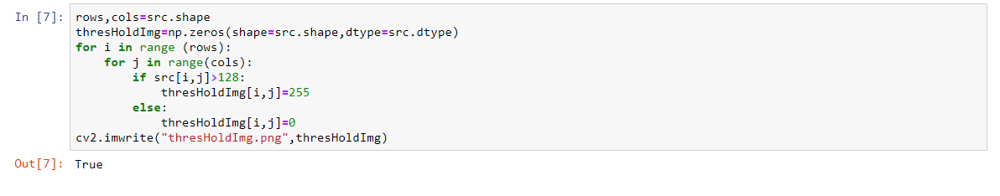 In [7]: rows,cols=src.shape
thresHoldImg=np.zeros(shape=src.shape,dtype=src.dtype)
for i in range (rows):
    for j in range(cols):
        if src[i,j]>128:
            thresHoldImg[i,j]=255
        else:
            thresHoldImg[i,j]=0
cv2.imwrite("thresHoldImg.png",thresHoldImg)
Out[7]: True